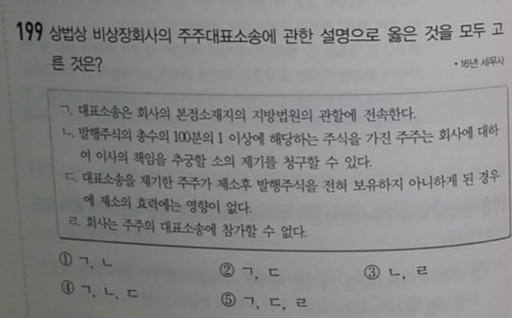 199 상법상 비상장회사의 주주대표소송에 관한 설명으로 옳은 것을 모두 고
른 것은?
• 16년 세무사
ㄱ. 대표소송은 회사의 본점소재지의 지방법원의 관할에 전속한다.
ㄴ. 발행주식의 총수의 100분의 1 이상에 해당하는 주식을 가진 주주는 회사에 대하
여 이사의 책임을 추궁할 소의 제기를 청구할 수 있다.
ㄷ. 대표소송을 제기한 주주가 제소후 발행주식을 전혀 보유하지 아니하게 된 경우
에 제소의 효력에는 영향이 없다.
ㄹ. 회사는 주주의 대표소송에 참가할 수 없다.
① ㄱ, ㄴ ② ㄱ, ㄷ ③ ㄴ, ㄹ
④ ㄱ, ㄴ, ㄷ ⑤ ㄱ, ㄷ, ㄹ